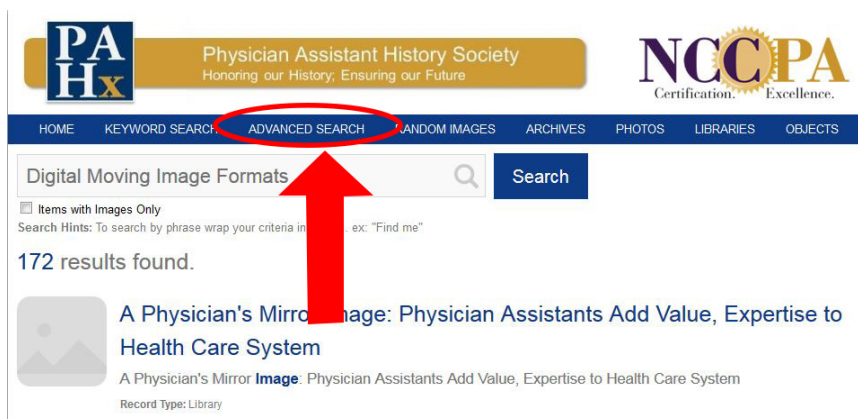 PA
Hx
Physician Assistant History Society
Honoring our History; Ensuring our Future
NCCPA
Certification. Excellence.
HOME KEYWORD SEARCH ADVANCED SEARCH RANDOM IMAGES ARCHIVES PHOTOS LIBRARIES OBJECTS
Digital Moving Image Formats
Search
Items with Images Only
Search Hints: To search by phrase wrap your criteria in ex: "Find me"
172 results found.
A Physician's Mirror Image: Physician Assistants Add Value, Expertise to
Health Care System
A Physician's Mirror Image: Physician Assistants Add Value, Expertise to Health Care System
Record Type: Library